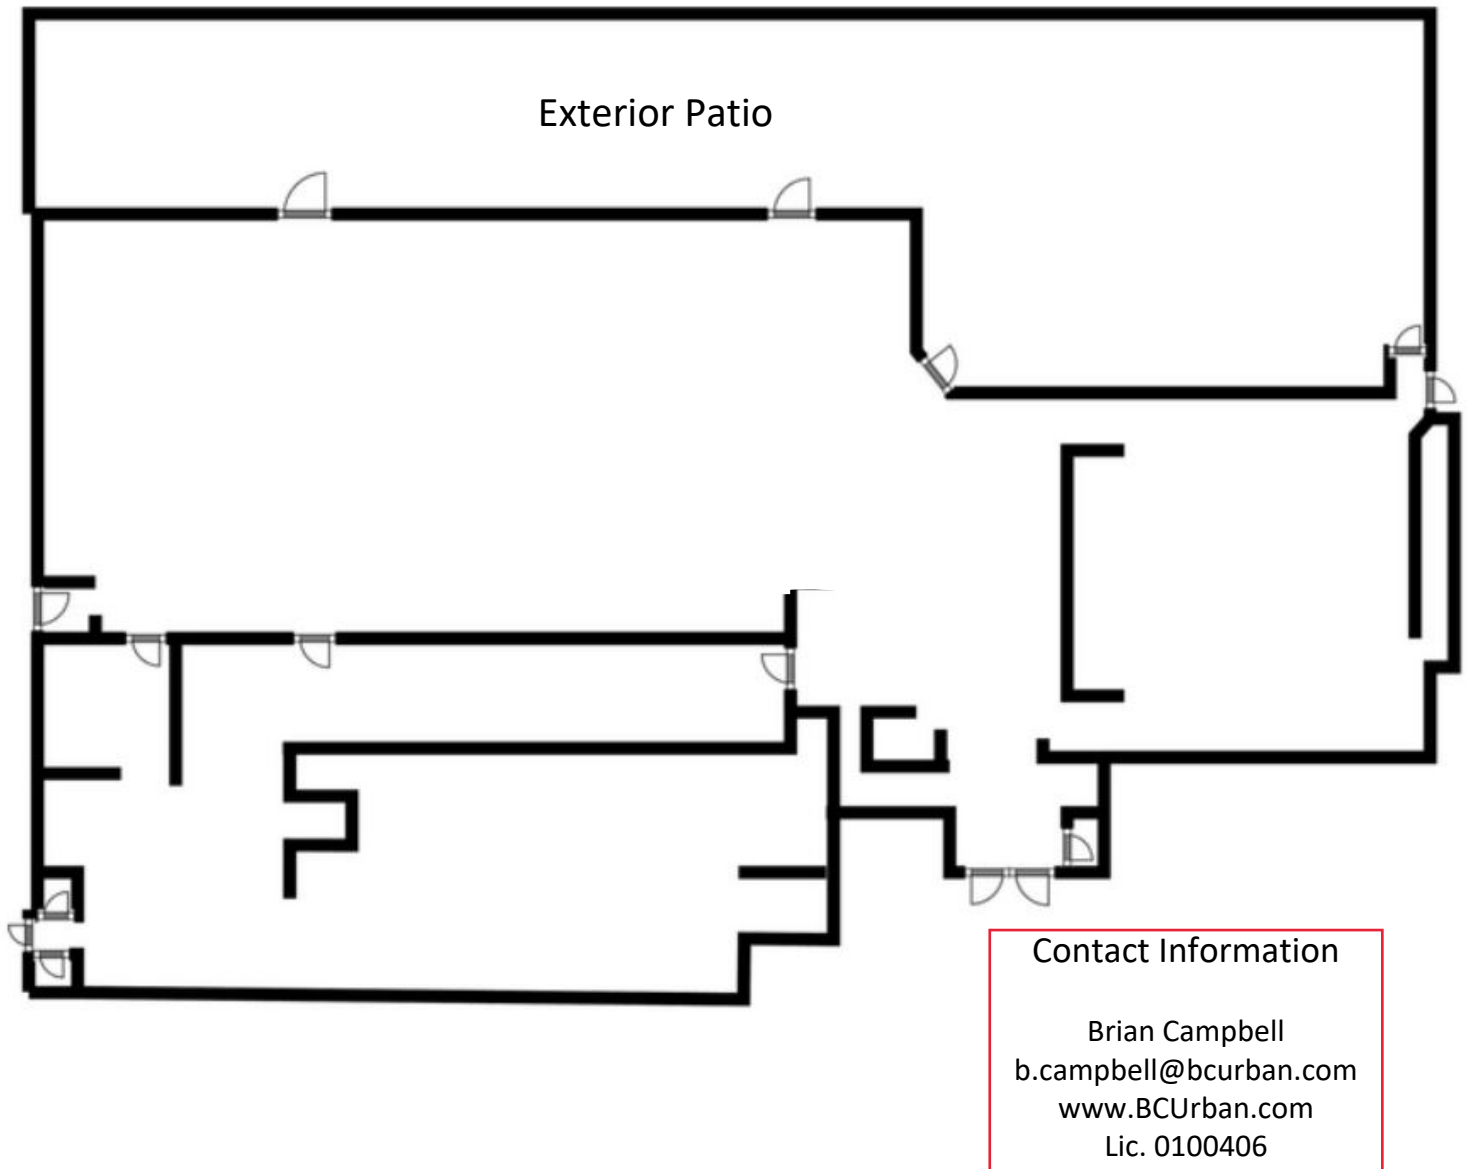 Exterior Patio
Contact Information
Brian Campbell
b.campbell@bcurban.com
www.BCUrban.com
Lic. 0100406